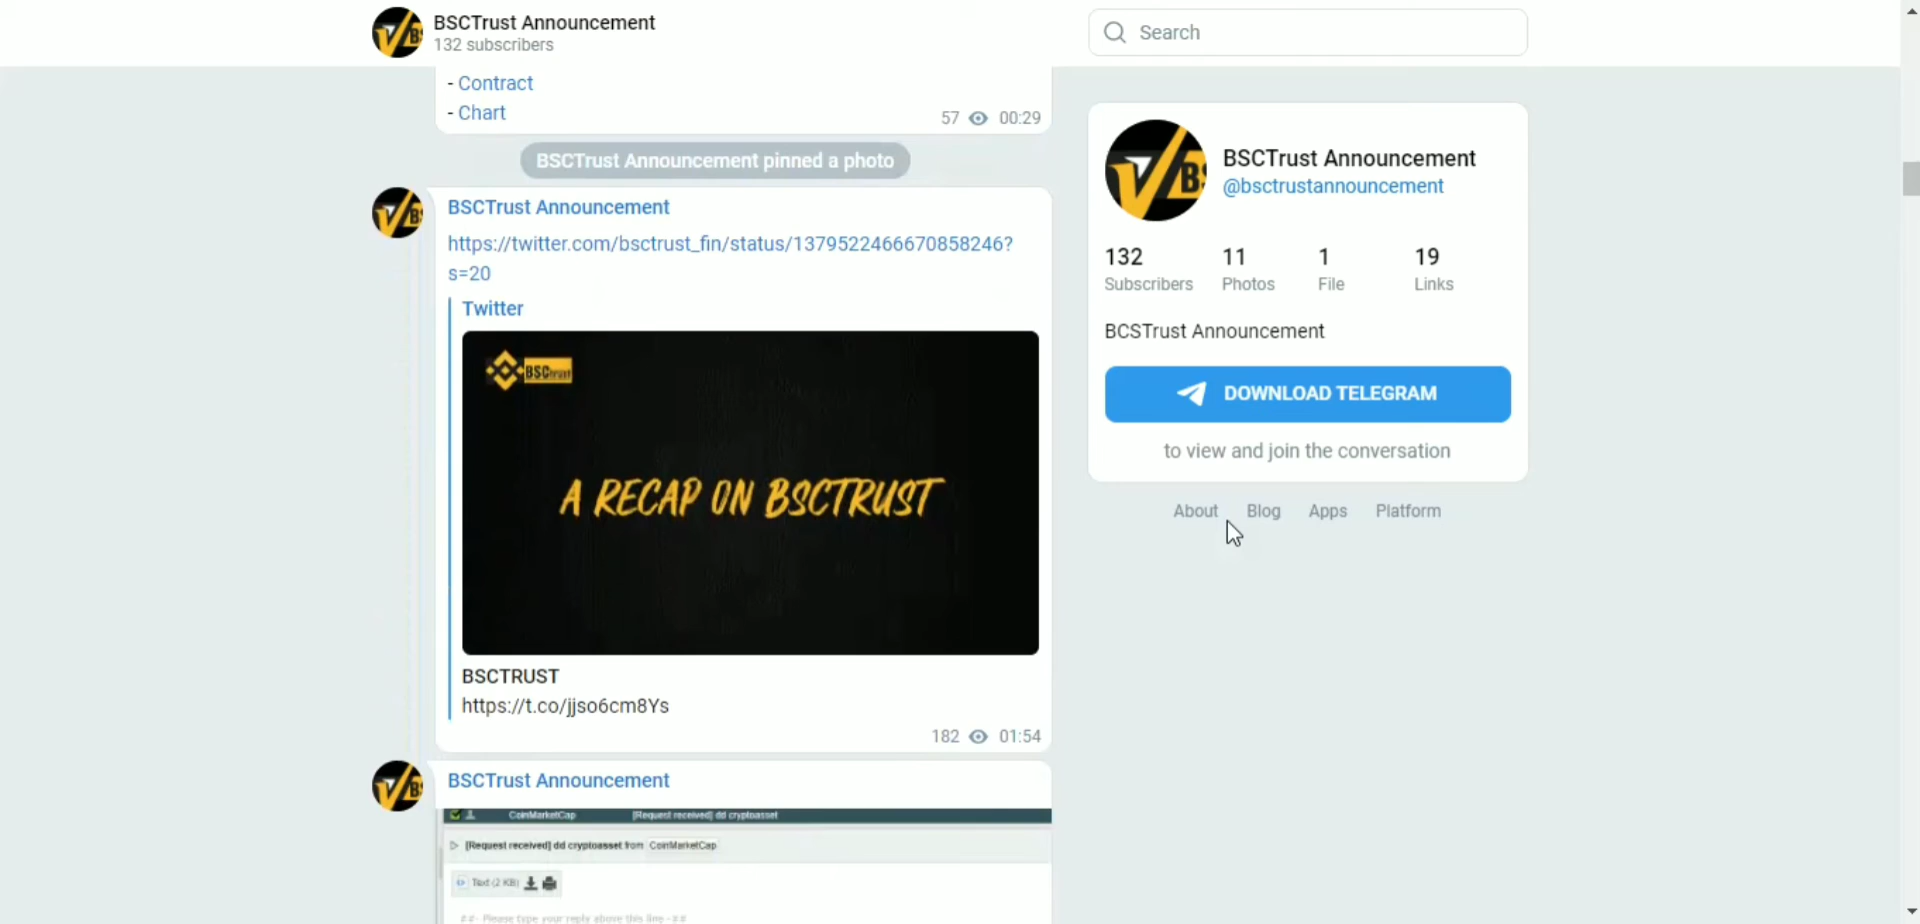 BSCTrust Announcement
132 subscribers
Search
- Contract
- Chart
57 00:29
BSCTrust Announcement pinned a photo
BSCTrust Announcement
https://twitter.com/bsctrust_fin/status/1379522466670858246?
s=20
Twitter
BSCTrust
A RECAP ON BSCTRUST
BSCTRUST
https://t.co/jjso6cm8Ys
182 01:54
BSCTrust Announcement
CoinMarketCap [Request received] dd cryptoasset
[Request received] dd cryptoasset from CoinMarketCap
Text (2 KB)
##- Please type your reply above this line -##
BSCTrust Announcement
@bsctrustannouncement
132 11 1 19
Subscribers Photos File Links
BCSTrust Announcement
DOWNLOAD TELEGRAM
to view and join the conversation
About Blog Apps Platform